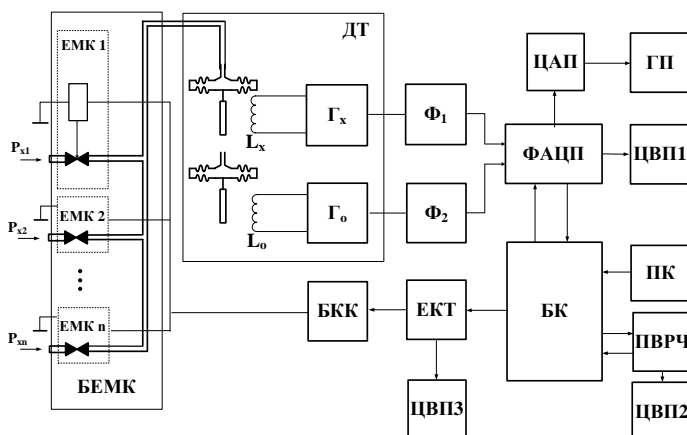 ЕМК 1
ДТ
ЦАП
ГП
Pх1
Lх
Гх
Ф1
ФАЦП
ЦВП1
ЕМК 2
Pх2
Lо
Го
Ф2
ПК
БКК
ЕКТ
БК
ПВРЧ
ЕМК n
Pхn
БЕМК
ЦВП3
ЦВП2